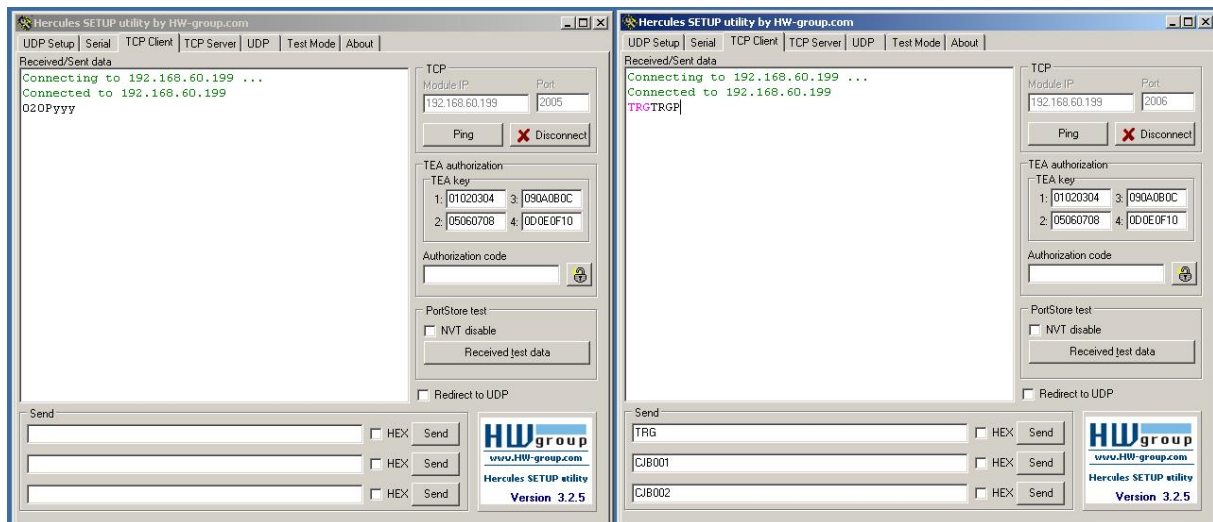 Hercules SETUP utility by HW-group.com
UDP Setup Serial TCP Client TCP Server UDP Test Mode About
Received/Sent data
Connecting to 192.168.60.199 ...
Connected to 192.168.60.199
020Pyyy
TCP
Module IP Port
192.168.60.199 2005
Ping Disconnect
TEA authorization
TEA key
1: 01020304 3: 090A0B0C
2: 05060708 4: 0D0E0F10
Authorization code
PortStore test
NVT disable
Received test data
Redirect to UDP
Send
HEX Send
HEX Send
HEX Send
HWgroup
www.HW-group.com
Hercules SETUP utility
Version 3.2.5
Hercules SETUP utility by HW-group.com
UDP Setup Serial TCP Client TCP Server UDP Test Mode About
Received/Sent data
Connecting to 192.168.60.199 ...
Connected to 192.168.60.199
TRGTRGP
TCP
Module IP Port
192.168.60.199 2006
Ping Disconnect
TEA authorization
TEA key
1: 01020304 3: 090A0B0C
2: 05060708 4: 0D0E0F10
Authorization code
PortStore test
NVT disable
Received test data
Redirect to UDP
Send
TRG HEX Send
CJB001 HEX Send
CJB002 HEX Send
HWgroup
www.HW-group.com
Hercules SETUP utility
Version 3.2.5